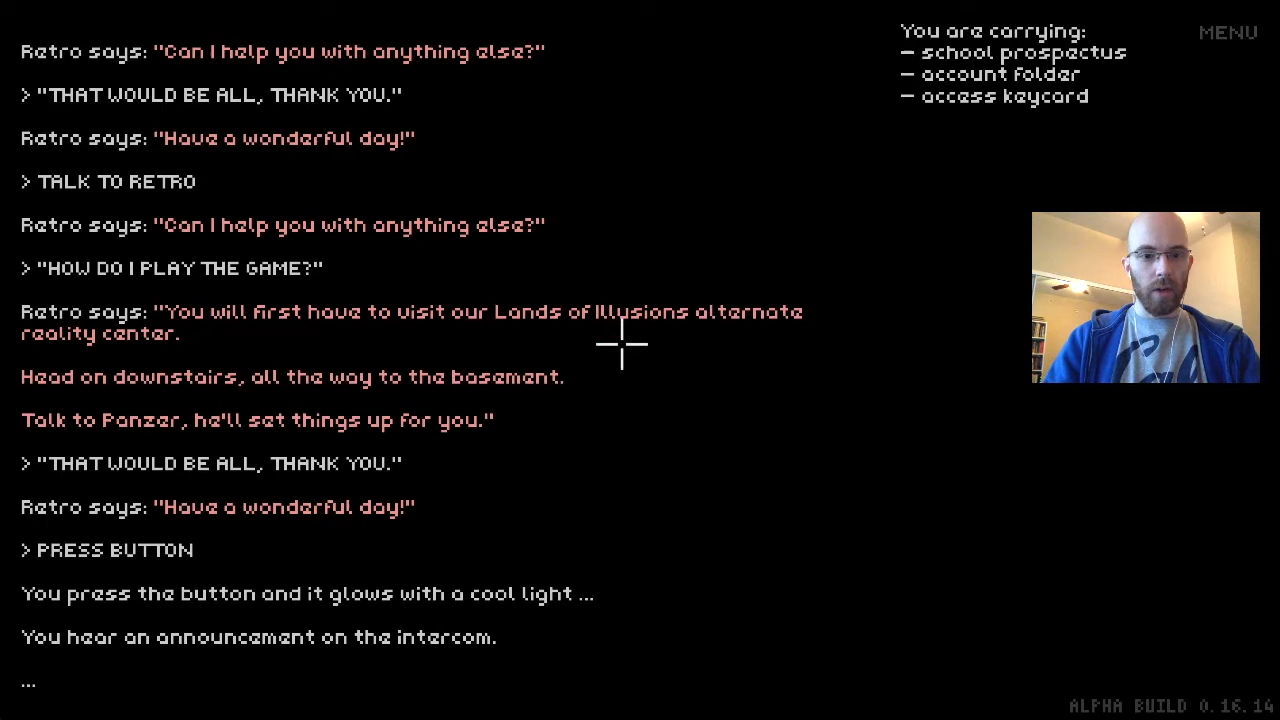 You are carrying:
MENU
– school prospectus
– account folder
– access keycard
Retro says: "Can I help you with anything else?"
> "THAT WOULD BE ALL, THANK YOU."
Retro says: "Have a wonderful day!"
> TALK TO RETRO
Retro says: "Can I help you with anything else?"
> "HOW DO I PLAY THE GAME?"
Retro says: "You will first have to visit our Lands of Illusions alternate
reality center.
Head on downstairs, all the way to the basement.
Talk to Panzer, he'll set things up for you."
> "THAT WOULD BE ALL, THANK YOU."
Retro says: "Have a wonderful day!"
> PRESS BUTTON
You press the button and it glows with a cool light ...
You hear an announcement on the intercom.
...
ALPHA BUILD 0.16.14